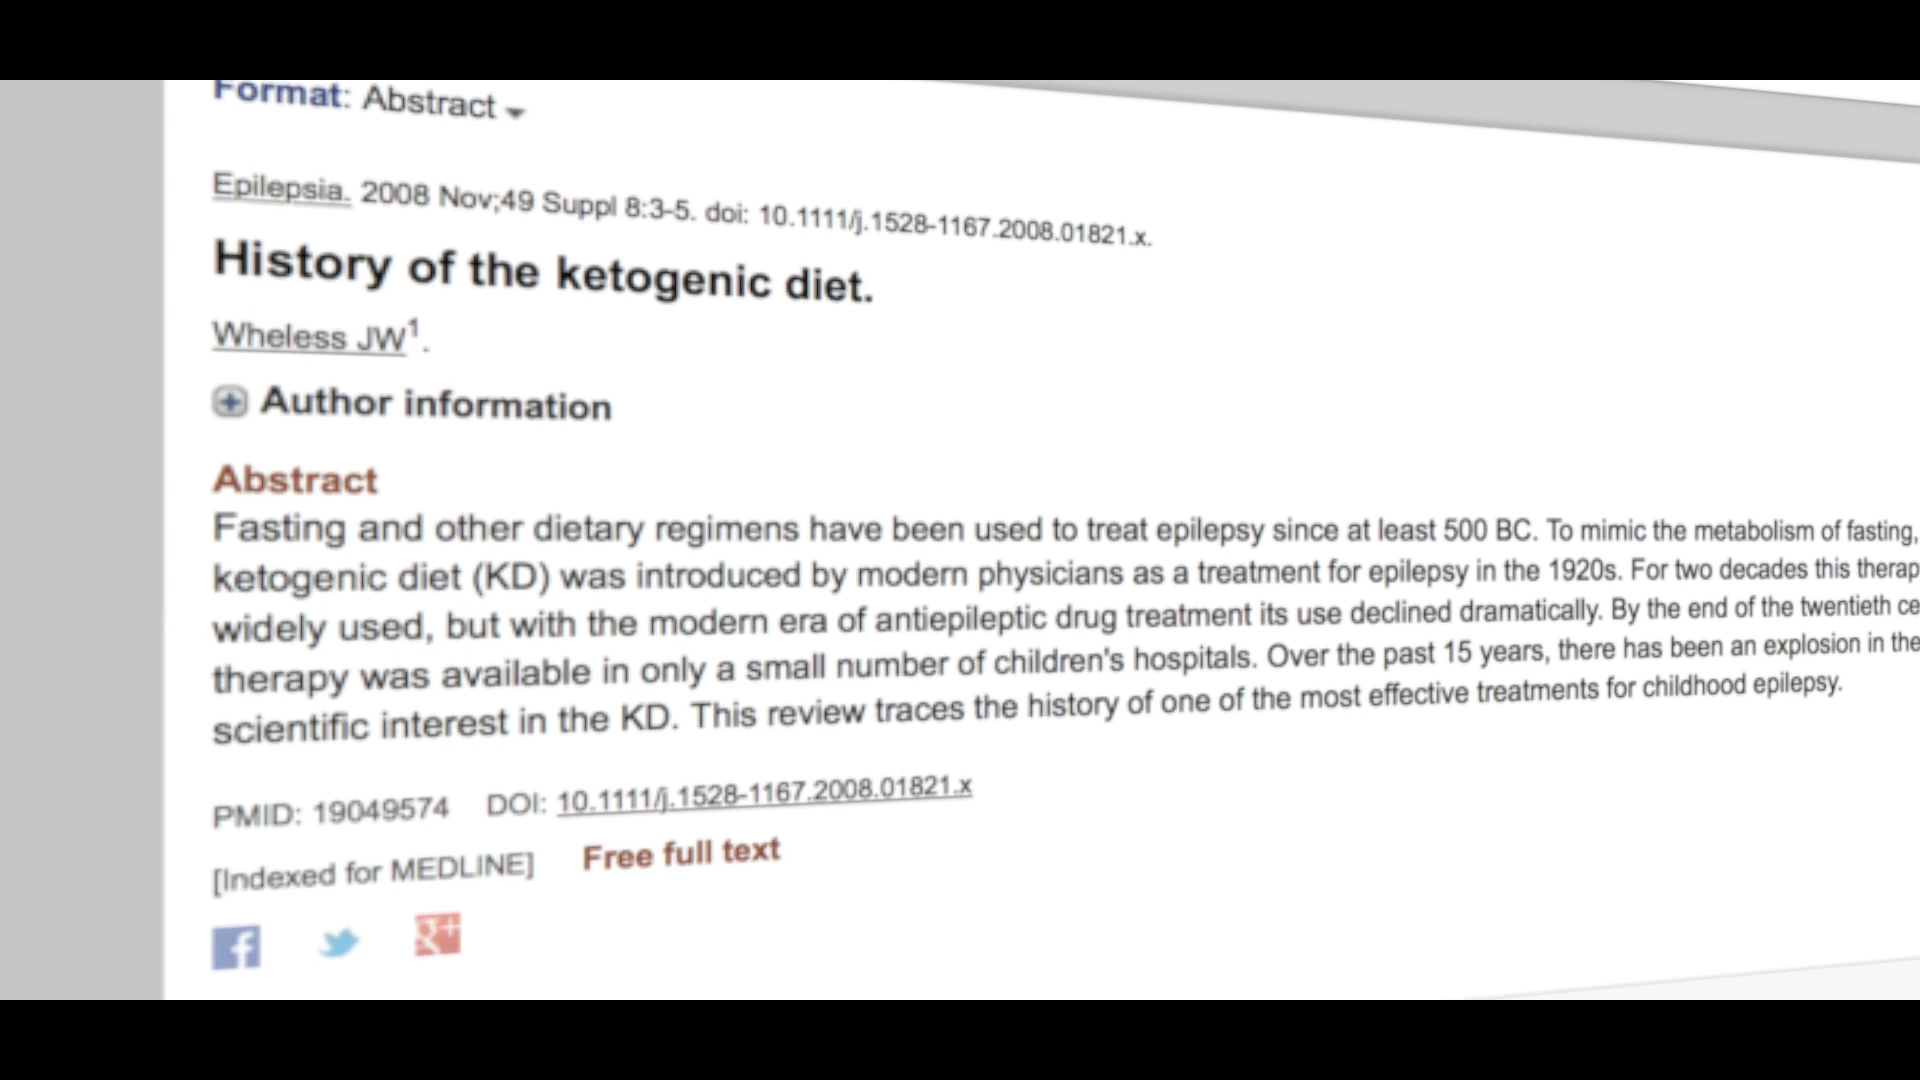 Format: Abstract
Epilepsia. 2008 Nov;49 Suppl 8:3-5. doi: 10.1111/j.1528-1167.2008.01821.x.
History of the ketogenic diet.
Wheless JW1.
Author information
Abstract
Fasting and other dietary regimens have been used to treat epilepsy since at least 500 BC. To mimic the metabolism of fasting,
ketogenic diet (KD) was introduced by modern physicians as a treatment for epilepsy in the 1920s. For two decades this therap
widely used, but with the modern era of antiepileptic drug treatment its use declined dramatically. By the end of the twentieth ce
therapy was available in only a small number of children's hospitals. Over the past 15 years, there has been an explosion in the
scientific interest in the KD. This review traces the history of one of the most effective treatments for childhood epilepsy.
PMID: 19049574 DOI: 10.1111/j.1528-1167.2008.01821.x
[Indexed for MEDLINE] Free full text
f
g+